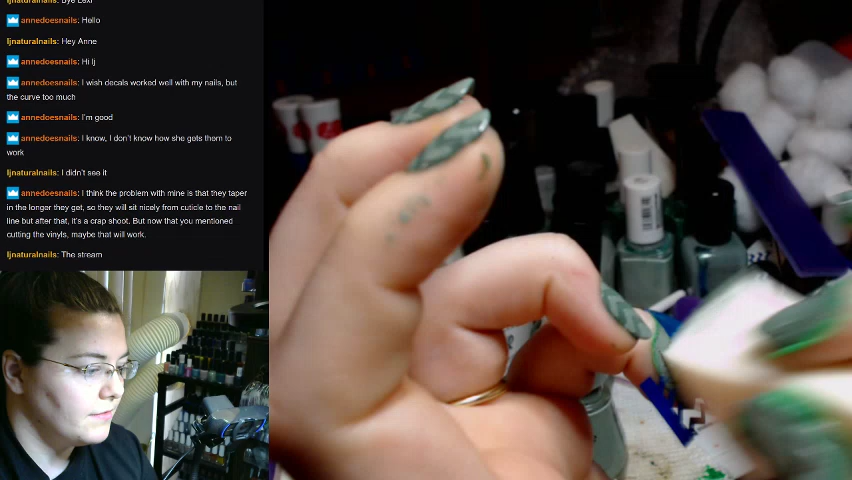 ljnaturalnails: Bye Lexi
annedoesnails: Hello
ljnaturalnails: Hey Anne
annedoesnails: Hi lj
annedoesnails: I wish decals worked well with my nails, but
the curve too much
annedoesnails: I'm good
annedoesnails: I know, I don't know how she gets them to
work
ljnaturalnails: I didn't see it
annedoesnails: I think the problem with mine is that they taper
in the longer they get, so they will sit nicely from cuticle to the nail
line but after that, it's a crap shoot. But now that you mentioned
cutting the vinyls, maybe that will work.
ljnaturalnails: The stream